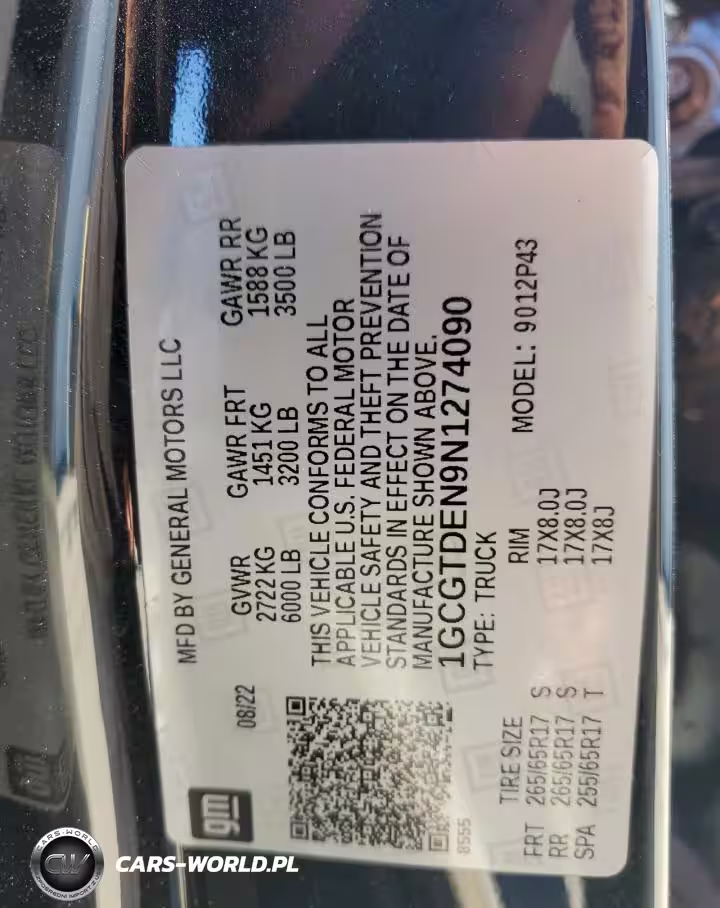 gm
08/22
MFD BY GENERAL MOTORS LLC
GVWR GAWR FRT GAWR RR
2722 KG 1451 KG 1588 KG
6000 LB 3200 LB 3500 LB
THIS VEHICLE CONFORMS TO ALL
APPLICABLE U.S. FEDERAL MOTOR
VEHICLE SAFETY AND THEFT PREVENTION
STANDARDS IN EFFECT ON THE DATE OF
MANUFACTURE SHOWN ABOVE.
1GCGTDEN9N1274090
8555
TYPE: TRUCK
TIRE SIZE RIM MODEL: 9012P43
FRT 265/65R17 S 17X8.0J
RR 265/65R17 S 17X8.0J
SPA 255/65R17 T 17X8J
CARS-WORLD
CW
CARS-WORLD.PL